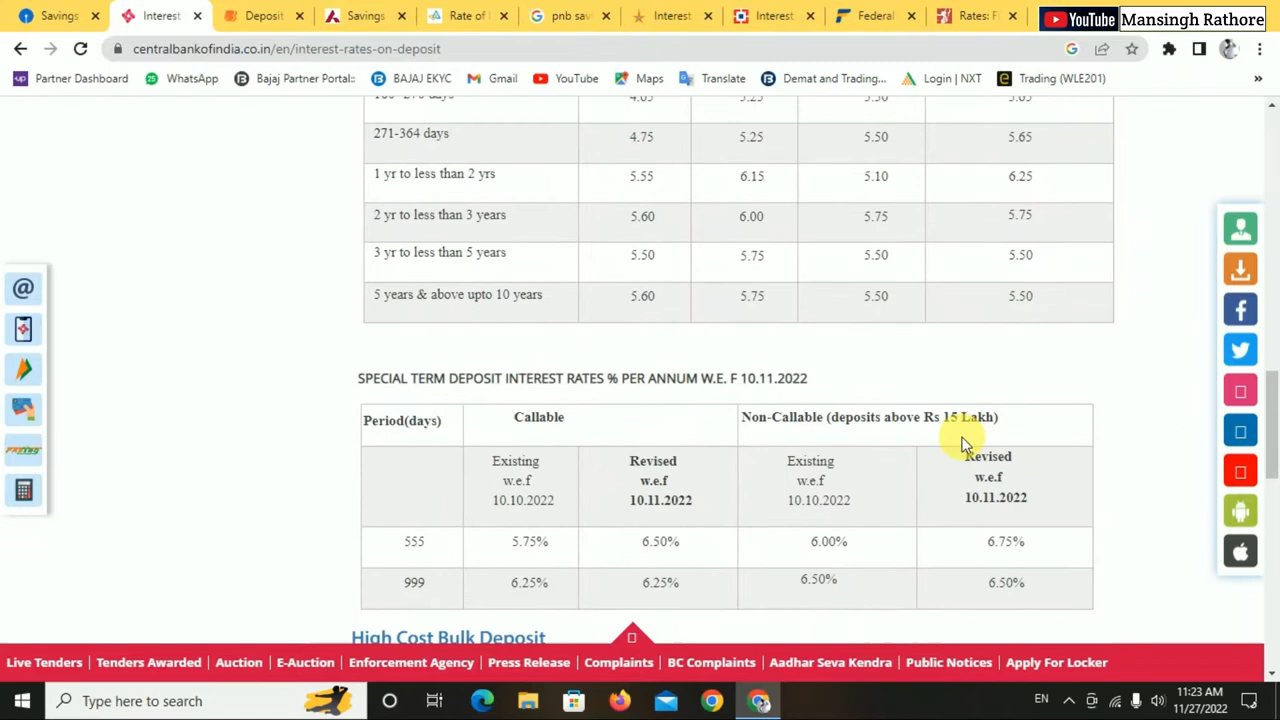 Savings
Interest
Deposit
Savings
Rate of
pnb sav
Interest
Interest
Federal
Rates: F
YouTube
Mansingh Rathore
centralbankofindia.co.in/en/interest-rates-on-deposit
Partner Dashboard
WhatsApp
Bajaj Partner Portal::
BAJAJ EKYC
Gmail
YouTube
Maps
Translate
Demat and Trading...
Login | NXT
Trading (WLE201)
»
271-364 days 4.75 5.25 5.50 5.65
1 yr to less than 2 yrs 5.55 6.15 5.10 6.25
2 yr to less than 3 years 5.60 6.00 5.75 5.75
3 yr to less than 5 years 5.50 5.75 5.50 5.50
5 years & above upto 10 years 5.60 5.75 5.50 5.50
SPECIAL TERM DEPOSIT INTEREST RATES % PER ANNUM W.E. F 10.11.2022
Period(days) Callable Non-Callable (deposits above Rs 15 Lakh)
Existing Revised Existing Revised
w.e.f w.e.f w.e.f w.e.f
10.10.2022 10.11.2022 10.10.2022 10.11.2022
555 5.75% 6.50% 6.00% 6.75%
999 6.25% 6.25% 6.50% 6.50%
High Cost Bulk Deposit
Live Tenders | Tenders Awarded | Auction | E-Auction | Enforcement Agency | Press Release | Complaints | BC Complaints | Aadhar Seva Kendra | Public Notices | Apply For Locker
Type here to search
EN
11:23 AM
11/27/2022